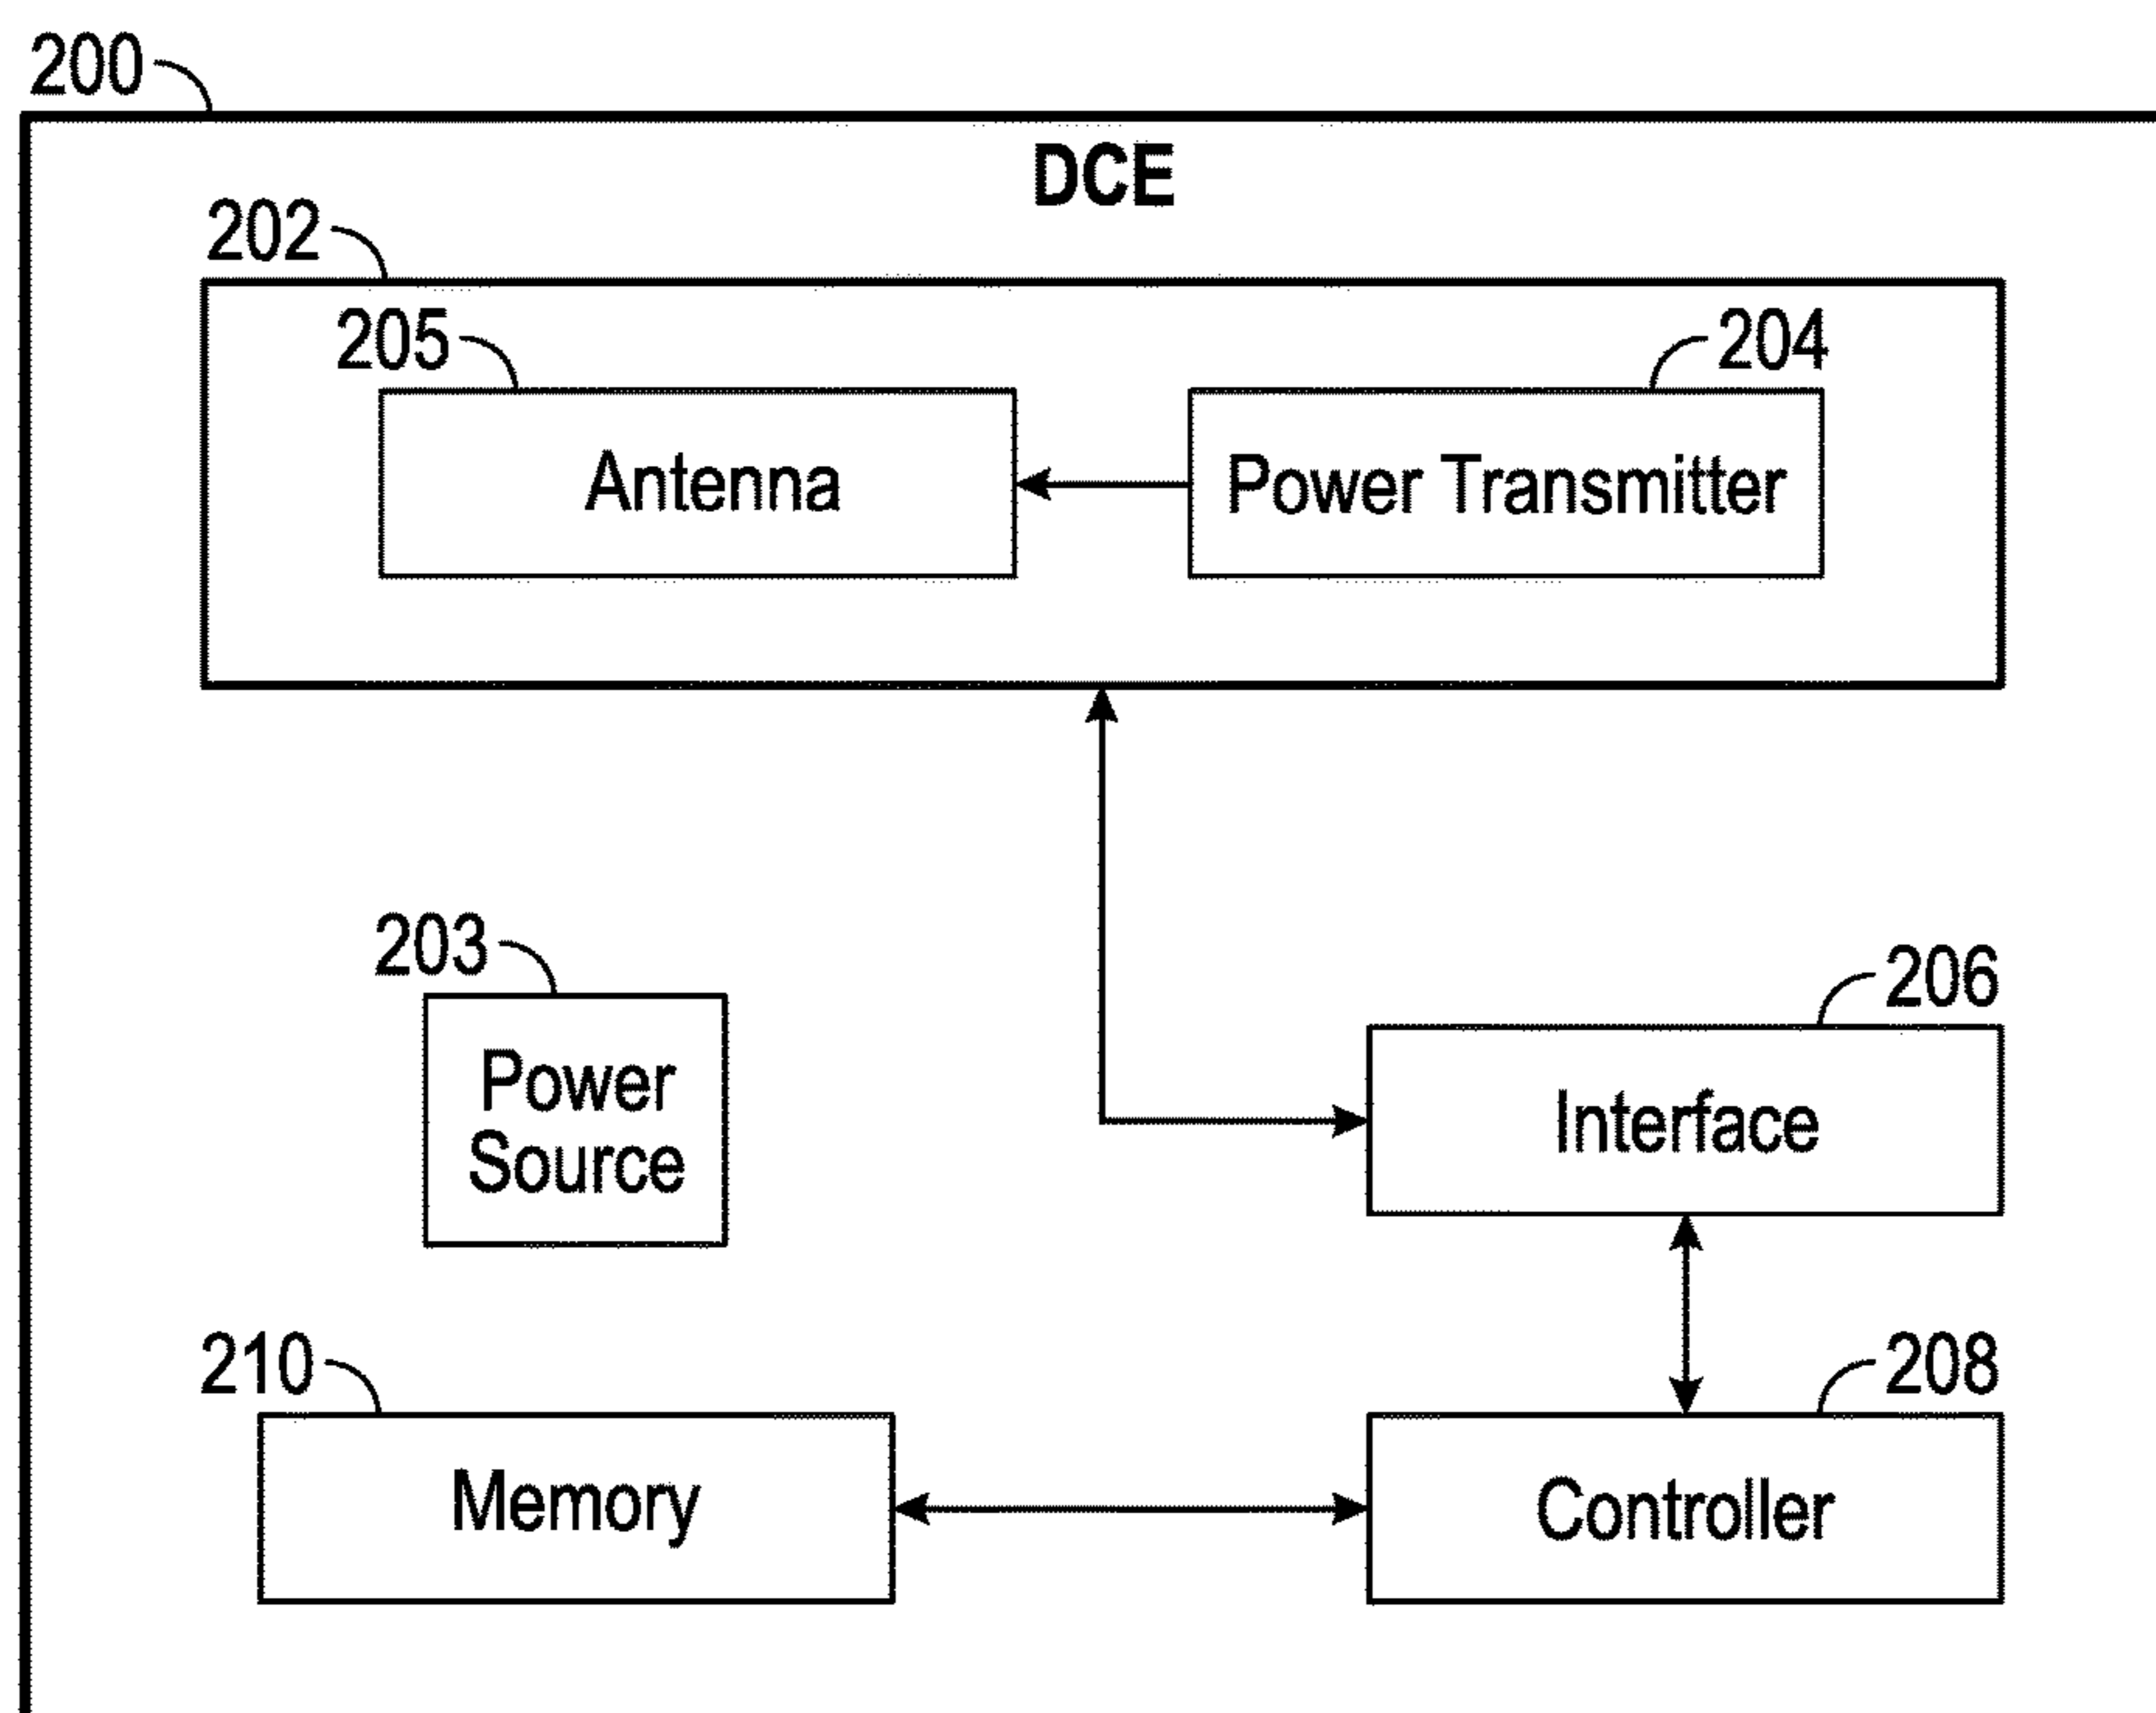 200
DCE
202
205
204
Antenna
Power Transmitter
203
206
Power
Source
Interface
210
208
Memory
Controller